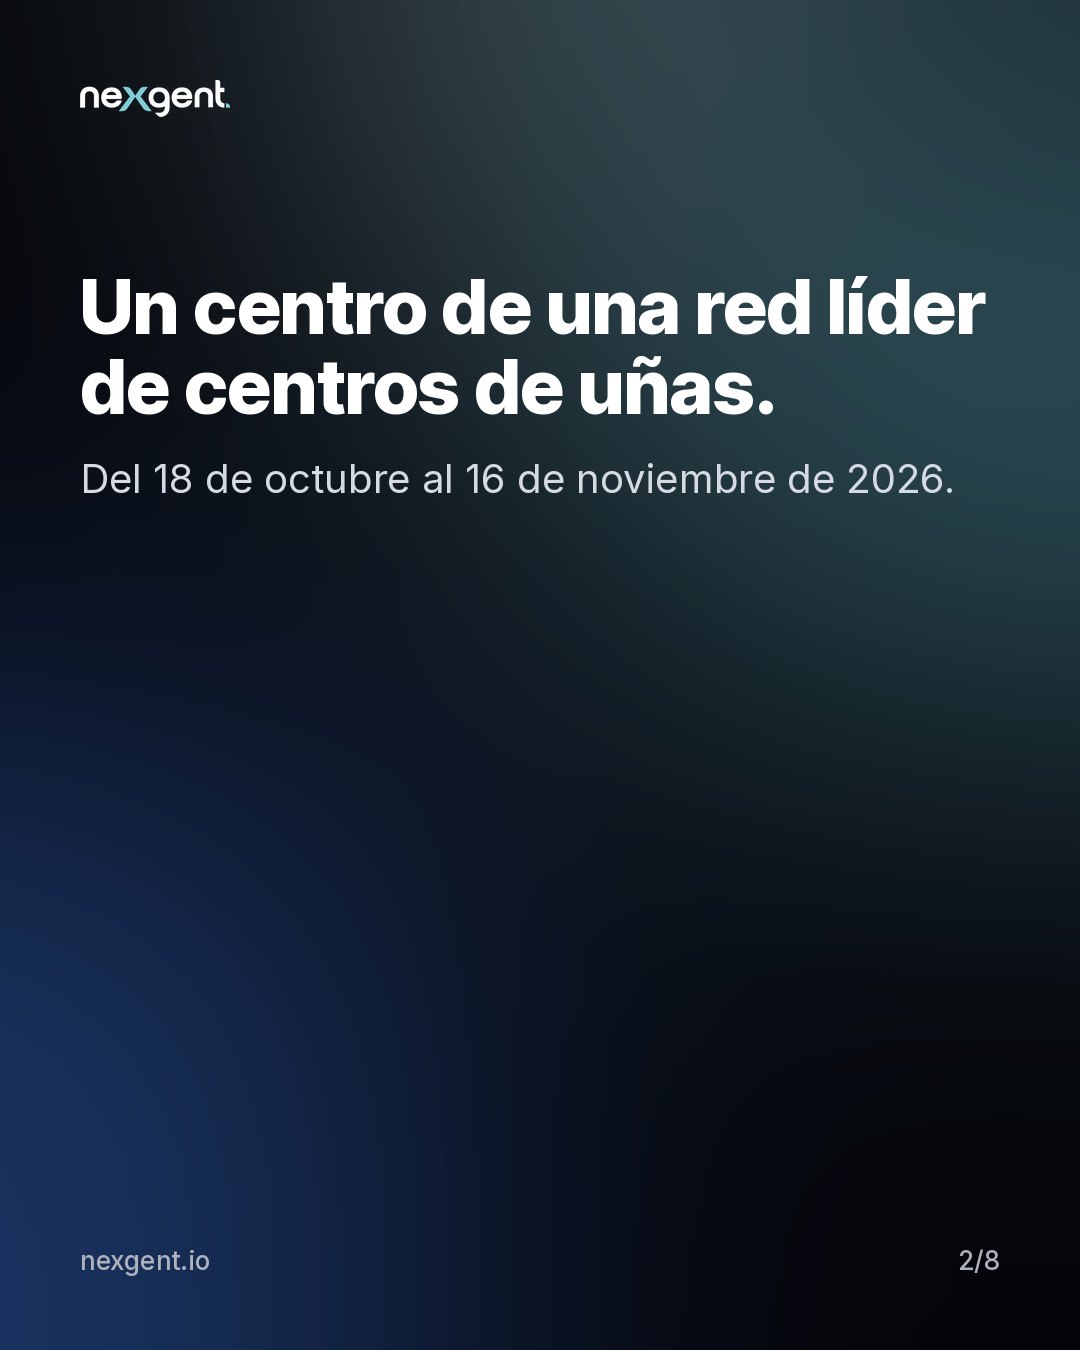 nexgent.
Un centro de una red líder
de centros de uñas.
Del 18 de octubre al 16 de noviembre de 2026.
nexgent.io
2/8